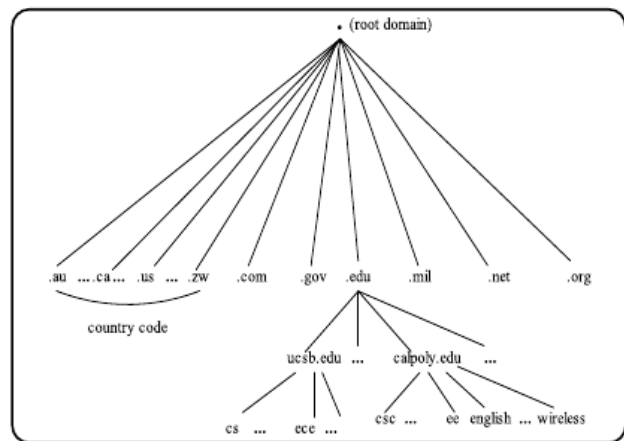 . (root domain)
.au ... .ca ... .us ... .zw .com .gov .edu .mil .net .org
country code
ucsb.edu ... calpoly.edu ...
cs ... ece ... csc ... ee english ... wireless